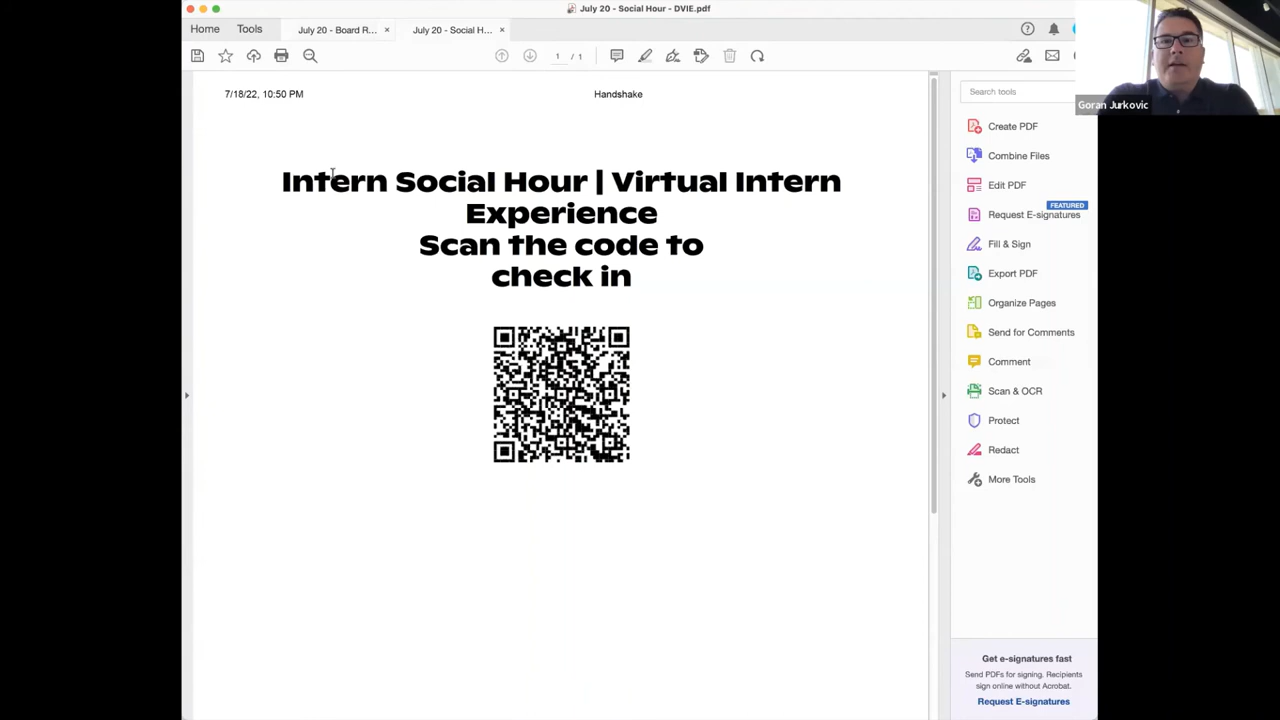 July 20 - Social Hour - DVIE.pdf
Home
Tools
July 20 - Board R...
July 20 - Social H...
1 / 1
7/18/22, 10:50 PM
Handshake
Intern Social Hour | Virtual Intern
Experience
Scan the code to
check in
Search tools
Create PDF
Combine Files
Edit PDF
FEATURED
Request E-signatures
Fill & Sign
Export PDF
Organize Pages
Send for Comments
Comment
Scan & OCR
Protect
Redact
More Tools
Get e-signatures fast
Send PDFs for signing. Recipients
sign online without Acrobat.
Request E-signatures
Goran Jurkovic